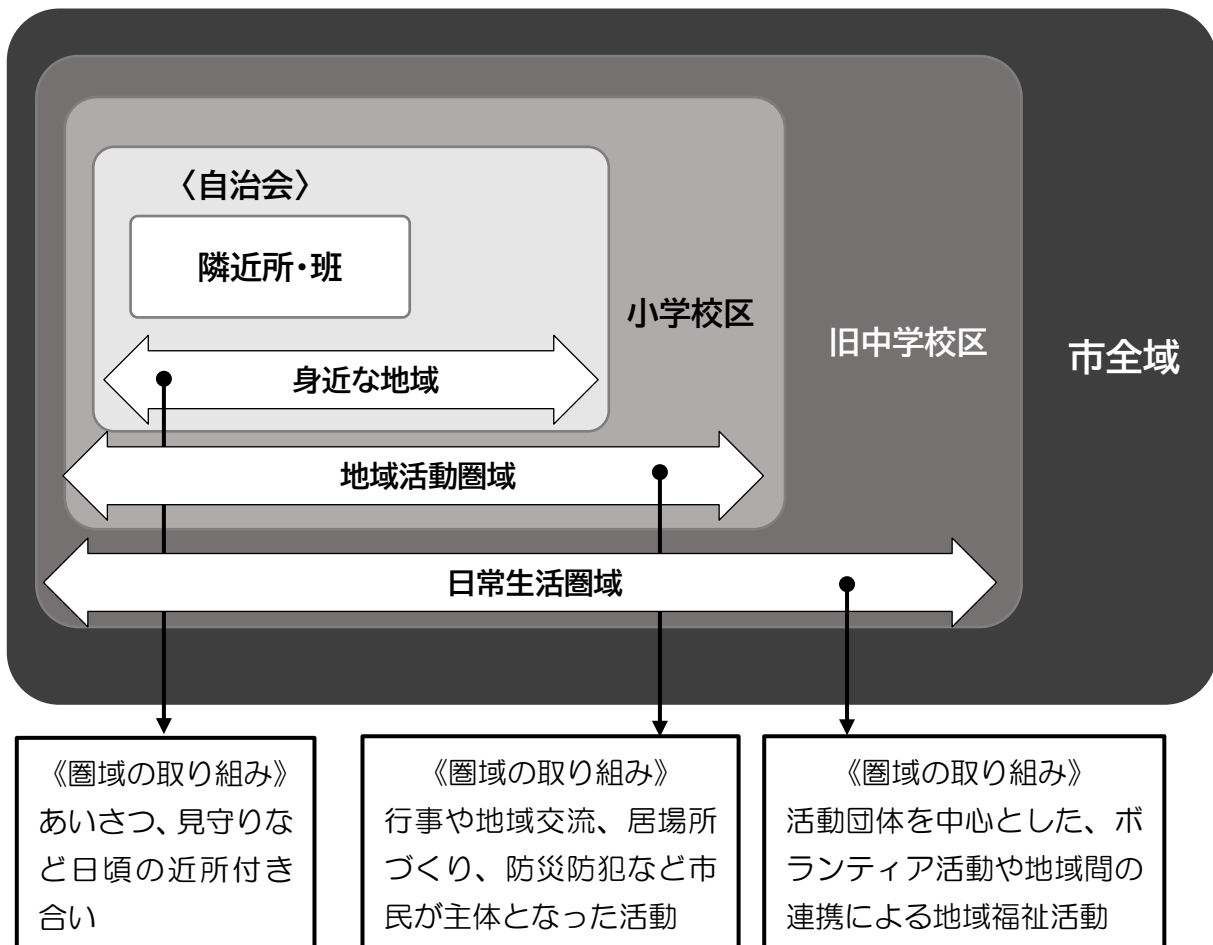 〈自治会〉
隣近所・班
小学校区
旧中学校区
市全域
身近な地域
地域活動圏域
日常生活圏域
《圏域の取り組み》
あいさつ、見守りな
ど日頃の近所付き
合い
《圏域の取り組み》
行事や地域交流、居場所
づくり、防災防犯など市
民が主体となった活動
《圏域の取り組み》
活動団体を中心とした、ボ
ランティア活動や地域間の
連携による地域福祉活動